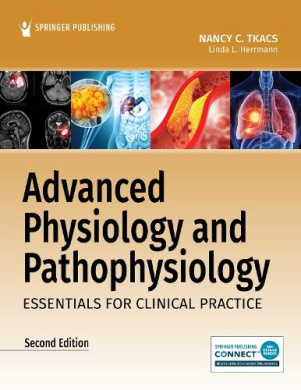 SPRINGER PUBLISHING
NANCY C. TKACS
Linda L. Herrmann
Advanced
Physiology and
Pathophysiology
ESSENTIALS FOR CLINICAL PRACTICE
Second Edition
SPRINGER PUBLISHING
CONNECT